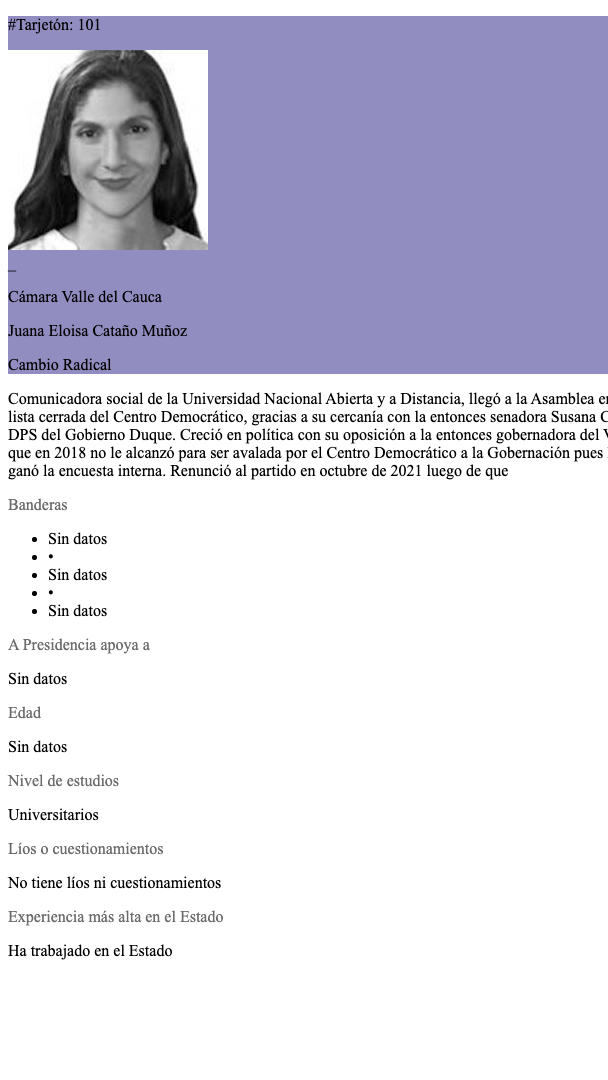 #Tarjetón: 101
_
Cámara Valle del Cauca
Juana Eloisa Cataño Muñoz
Cambio Radical
Comunicadora social de la Universidad Nacional Abierta y a Distancia, llegó a la Asamblea
lista cerrada del Centro Democrático, gracias a su cercanía con la entonces senadora Susana
DPS del Gobierno Duque. Creció en política con su oposición a la entonces gobernadora del
que en 2018 no le alcanzó para ser avalada por el Centro Democrático a la Gobernación pues
ganó la encuesta interna. Renunció al partido en octubre de 2021 luego de que
Banderas
• Sin datos
• •
• Sin datos
• •
• Sin datos
A Presidencia apoya a
Sin datos
Edad
Sin datos
Nivel de estudios
Universitarios
Líos o cuestionamientos
No tiene líos ni cuestionamientos
Experiencia más alta en el Estado
Ha trabajado en el Estado